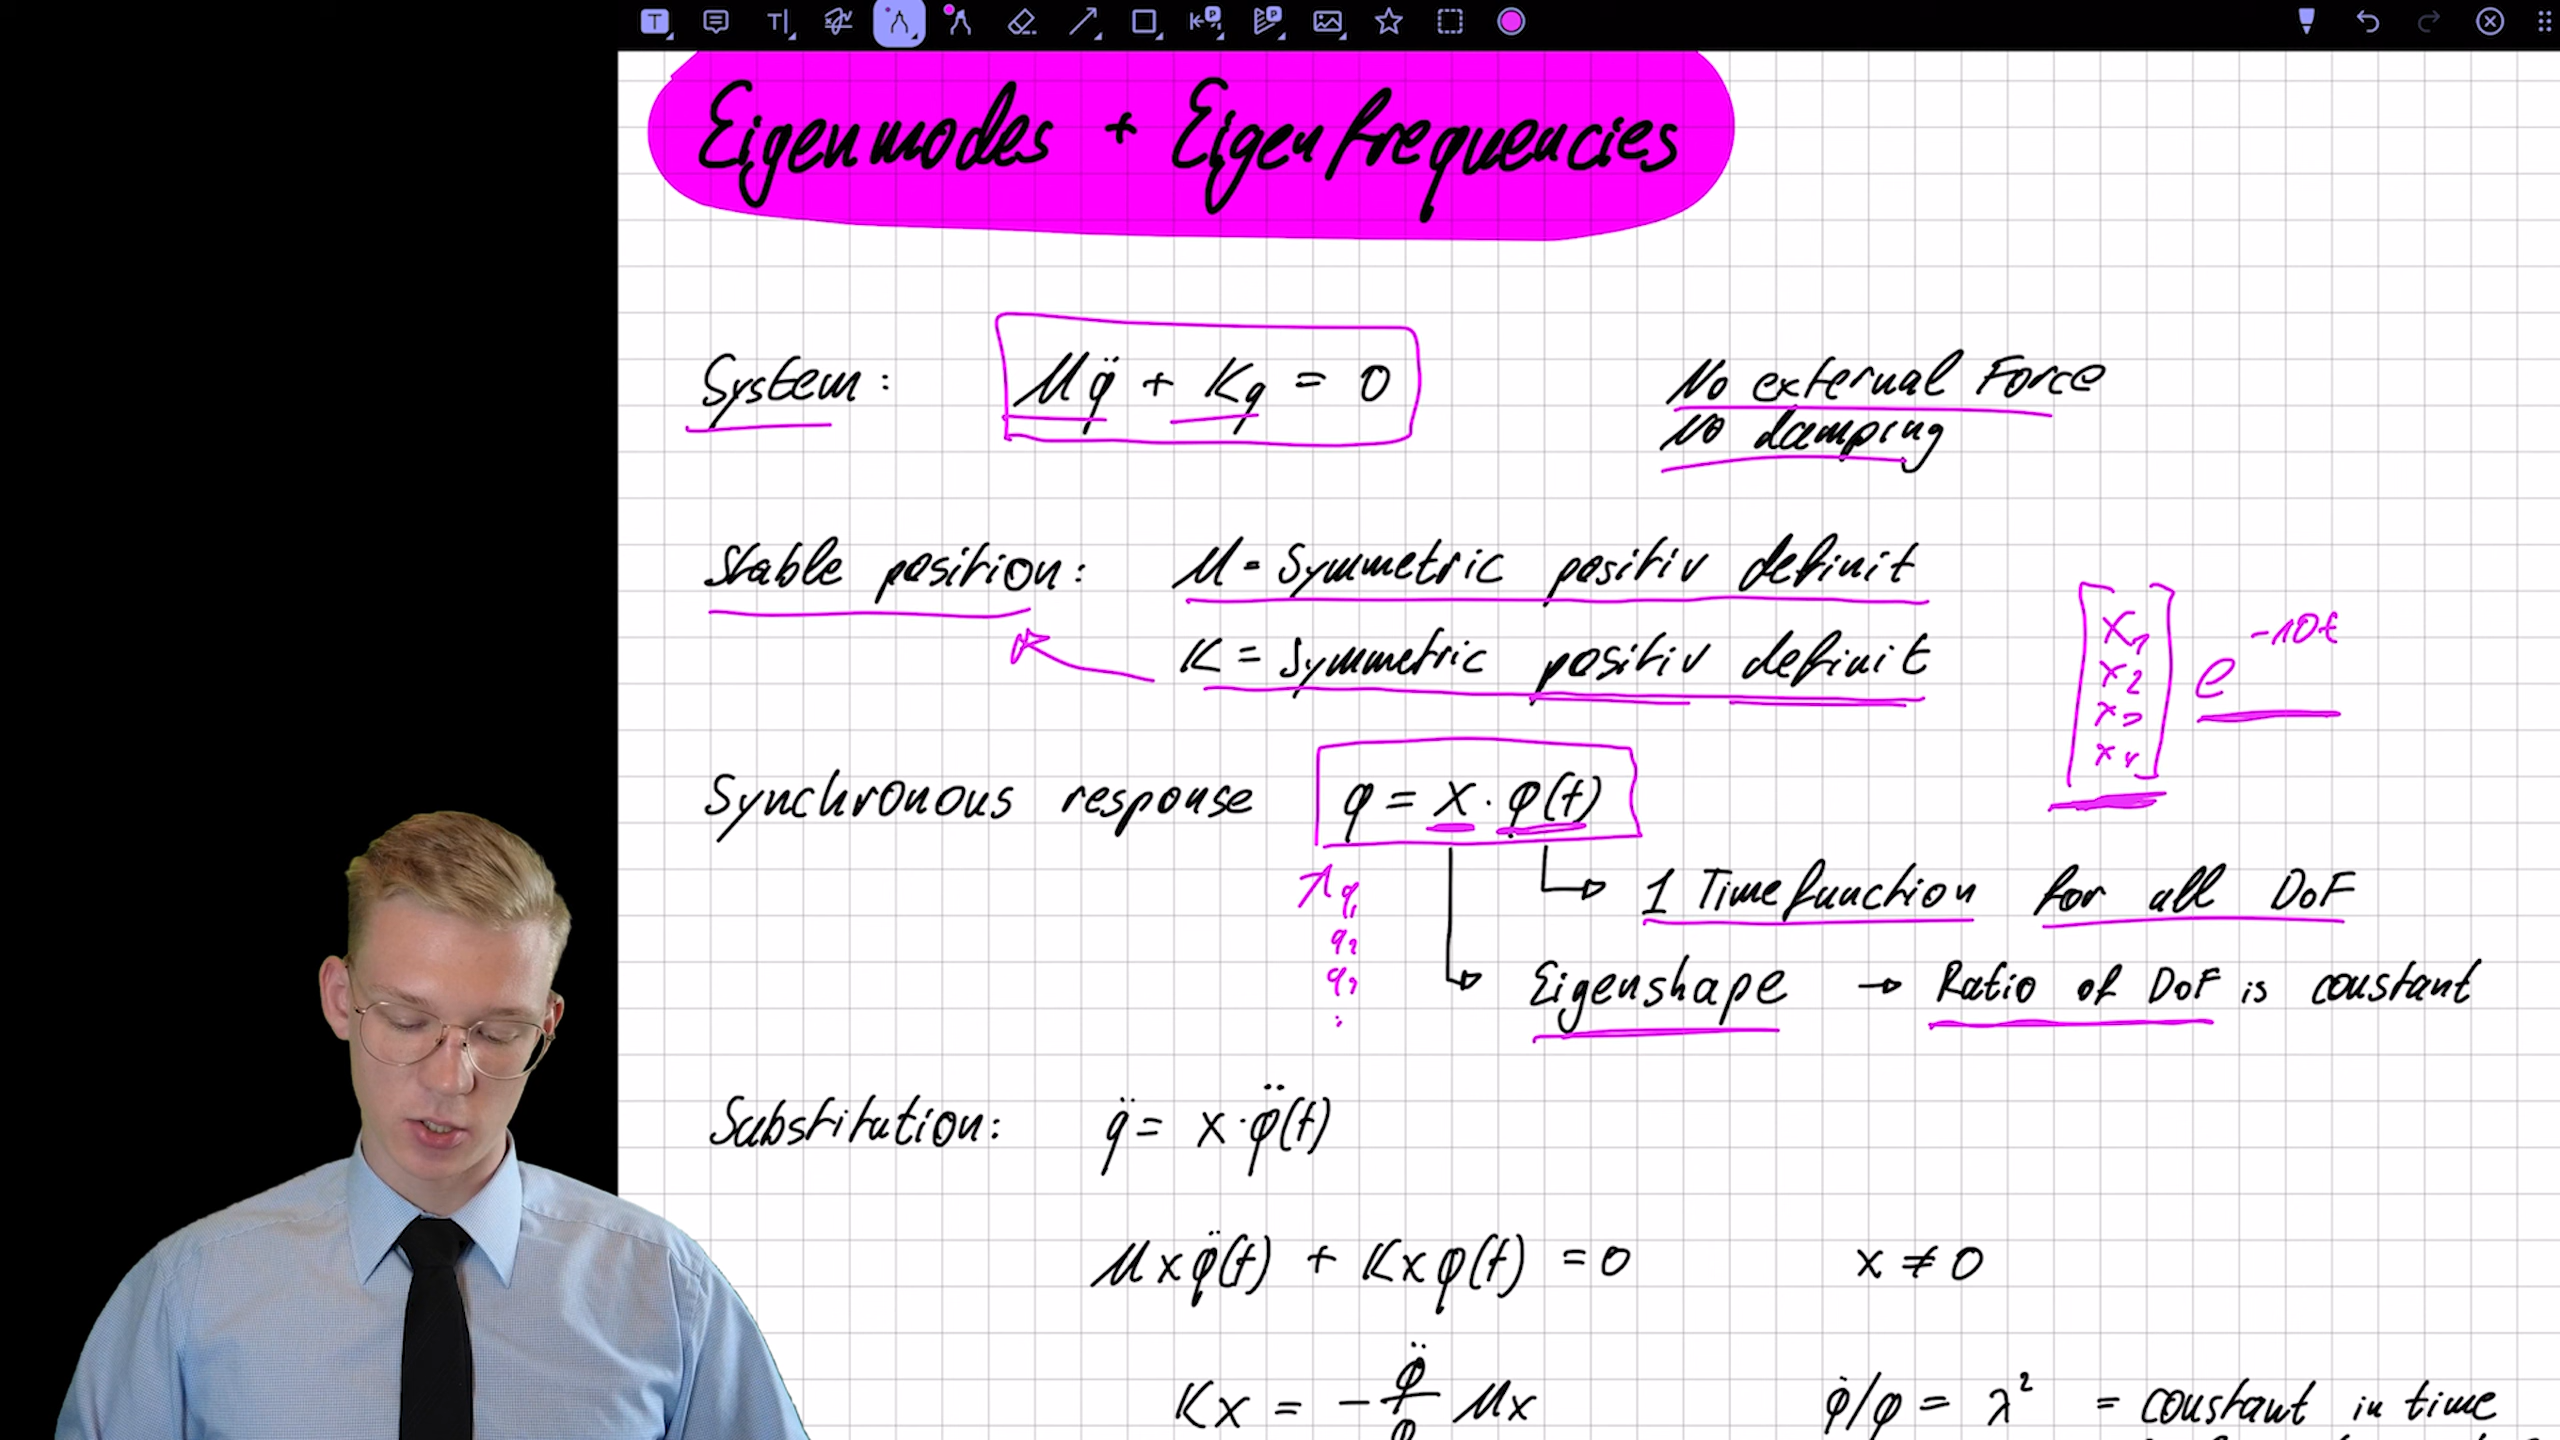 Eigenmodes + Eigenfrequencies
System: Mq̈ + Kq = 0 No external Force
No damping
Stable position: M = Symmetric positiv definit
K = Symmetric positiv definit
[x₁ x₂ x₃ x₄] e^-10t
Synchronous response q = x · φ(t)
q₁
q₂
q₃
:
1 Timefunction for all DoF
Eigenshape → Ratio of DoF is constant
Substitution: q̈ = x · φ̈(t)
Mxφ̈(t) + Kxφ(t) = 0 x ≠ 0
Kx = - φ̈/φ Mx φ̇/φ = λ² = constant in time